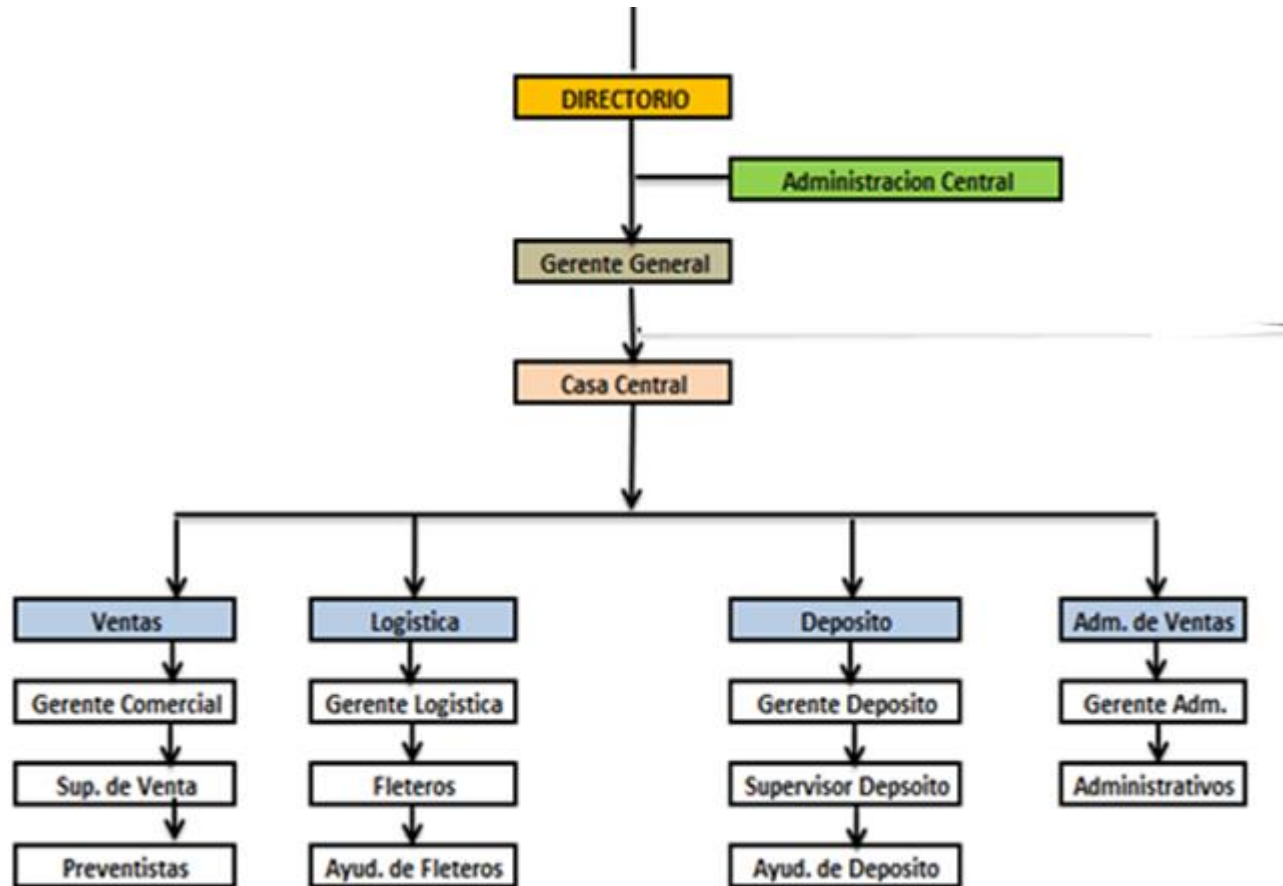 DIRECTORIO
Administracion Central
Gerente General
Casa Central
Ventas
Logistica
Deposito
Adm. de Ventas
Gerente Comercial
Gerente Logistica
Gerente Deposito
Gerente Adm.
Sup. de Venta
Fleteros
Supervisor Depsoito
Administrativos
Preventistas
Ayud. de Fleteros
Ayud. de Deposito